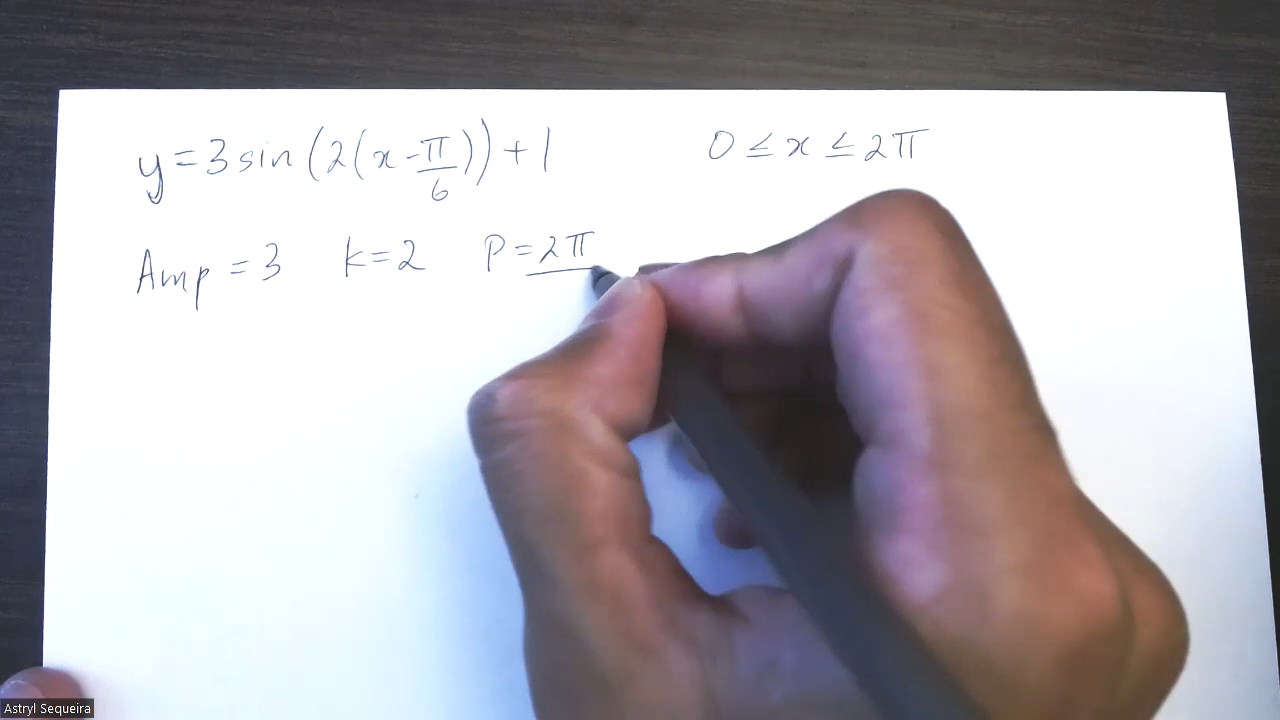 y = 3 sin (2(x - π/6)) + 1 0 ≤ x ≤ 2π
Amp = 3 k = 2 P = 2π
Astryl Sequeira